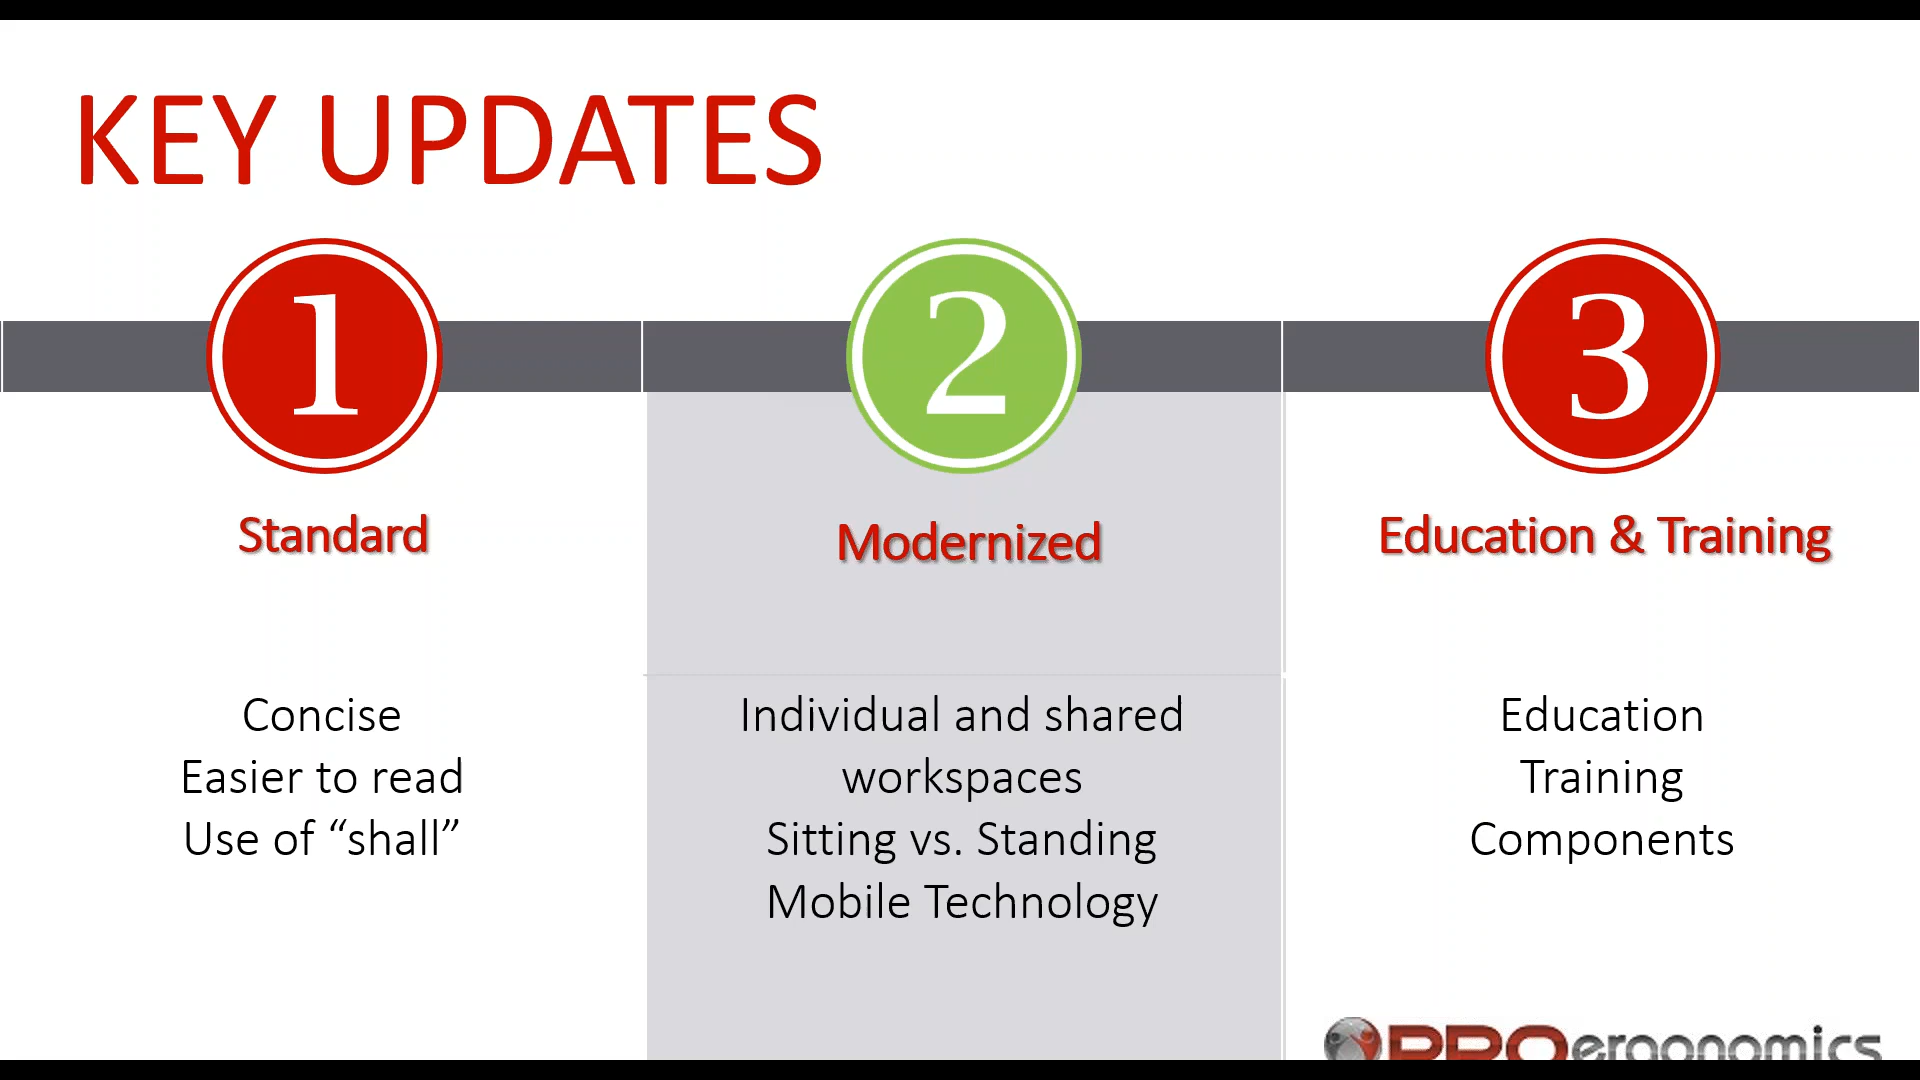 KEY UPDATES
1
2
3
Standard
Modernized
Education & Training
Concise
Easier to read
Use of “shall”
Individual and shared
workspaces
Sitting vs. Standing
Mobile Technology
Education
Training
Components
PROergonomics